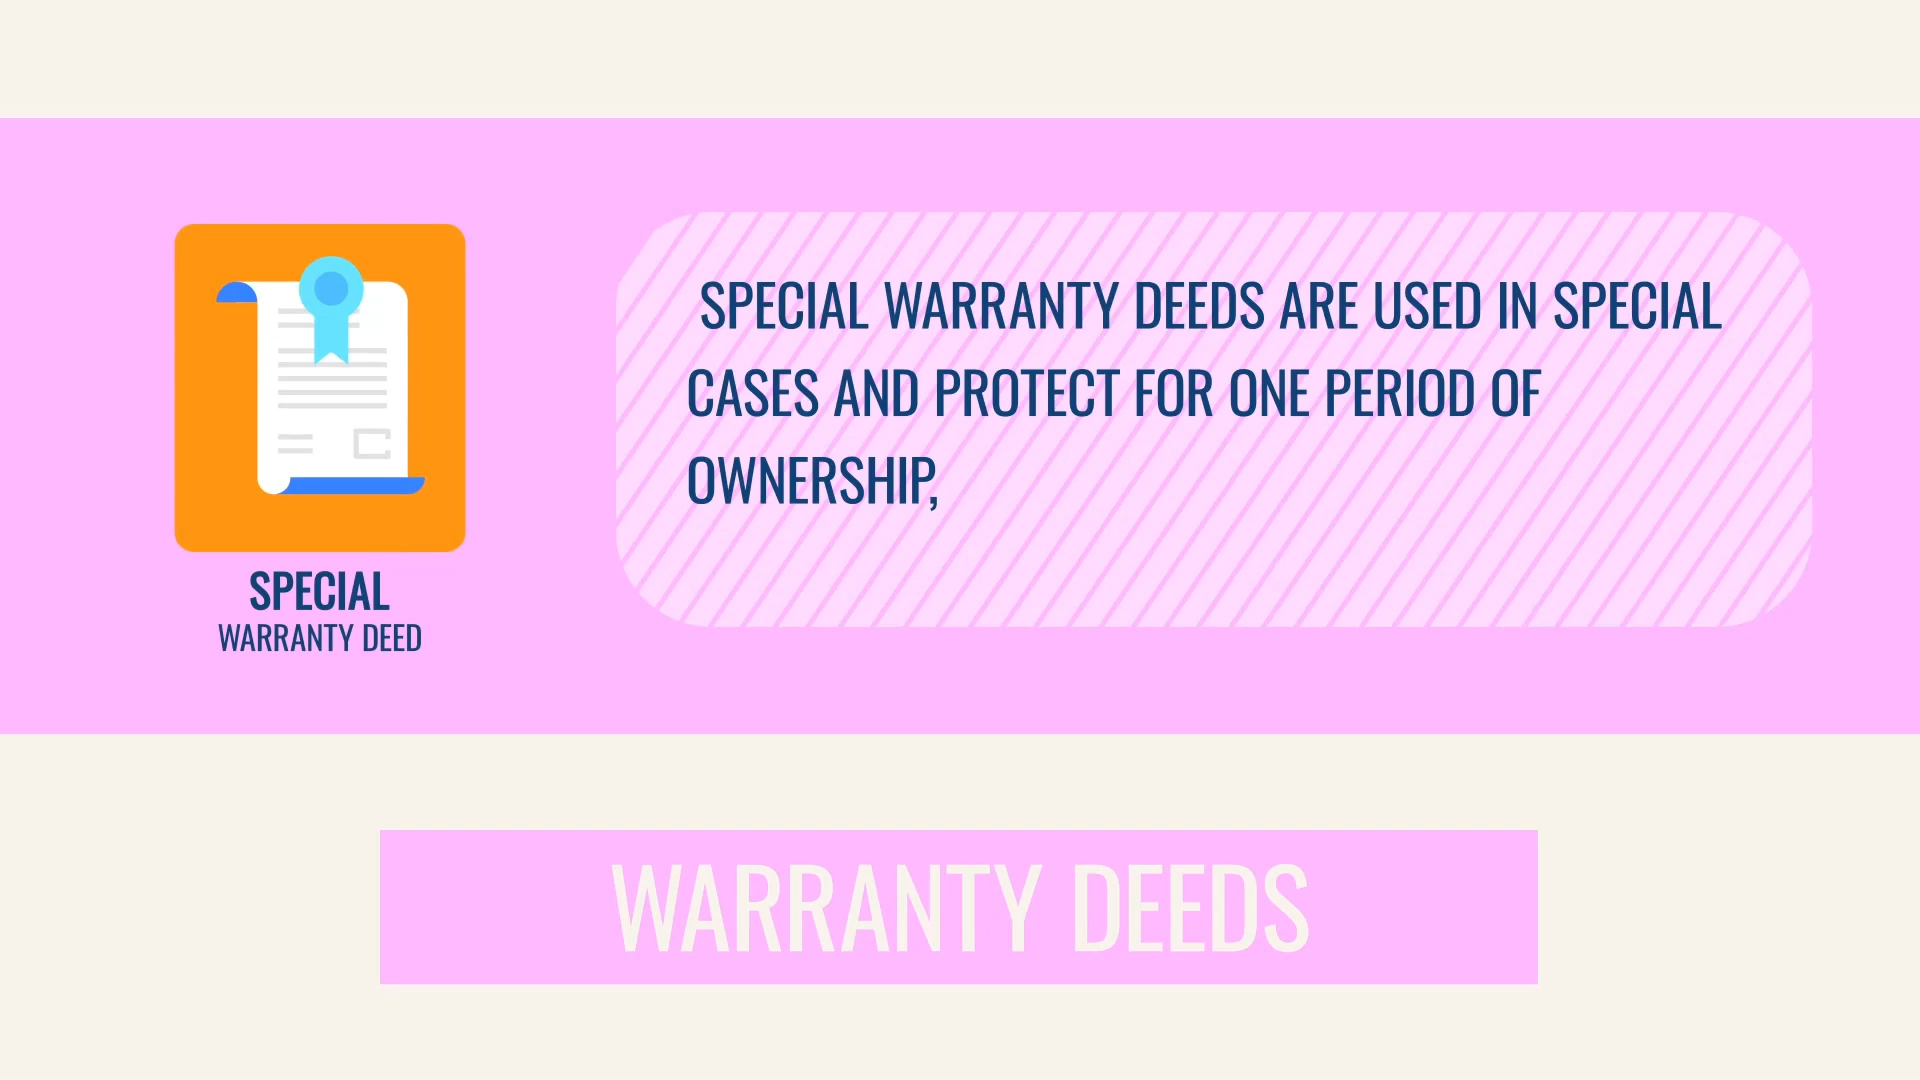 SPECIAL WARRANTY DEEDS ARE USED IN SPECIAL
CASES AND PROTECT FOR ONE PERIOD OF
OWNERSHIP,
SPECIAL
WARRANTY DEED
WARRANTY DEEDS